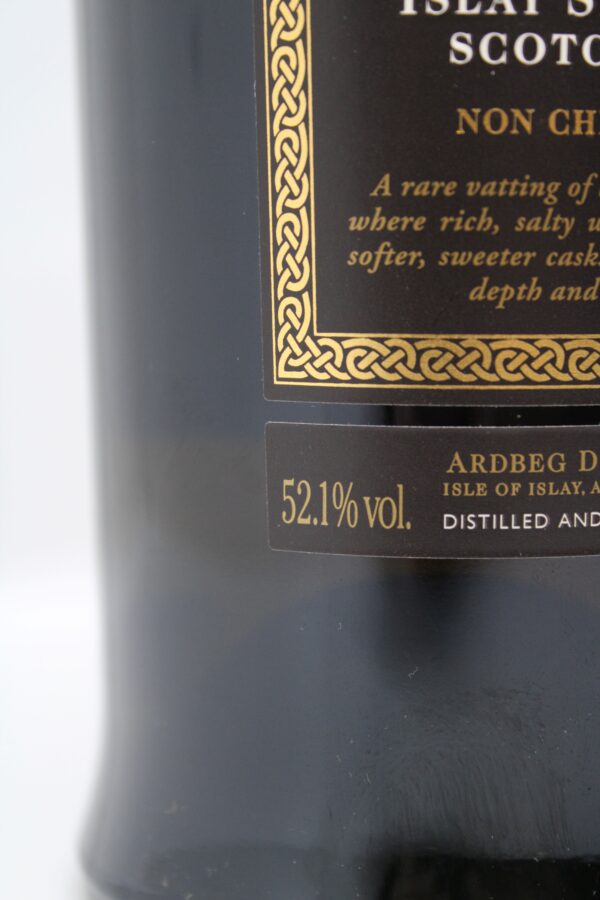 ISLAY S
SCOTC
NON CH
A rare vatting of
where rich, salty
softer, sweeter cask
depth and
ARDBEG D
ISLE OF ISLAY, A
52.1% vol.
DISTILLED AND